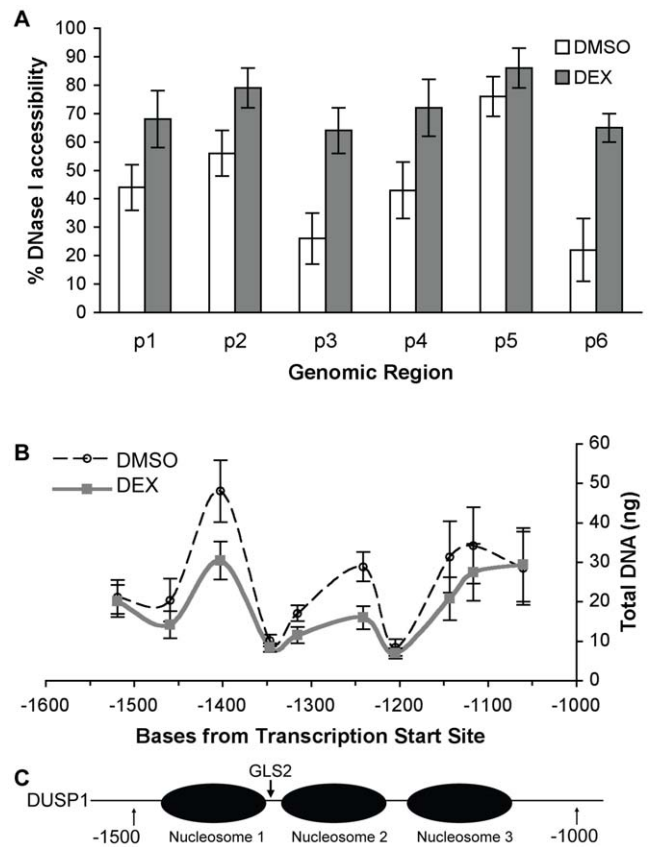 A
% DNase I accessibility
100
90
80
70
60
50
40
30
20
10
0
DMSO
DEX
p1 p2 p3 p4 p5 p6
Genomic Region
B
DMSO
DEX
60
50
40
30
20
10
0
Total DNA (ng)
-1600 -1500 -1400 -1300 -1200 -1100 -1000
Bases from Transcription Start Site
C
GLS2
DUSP1
-1500 Nucleosome 1 Nucleosome 2 Nucleosome 3 -1000